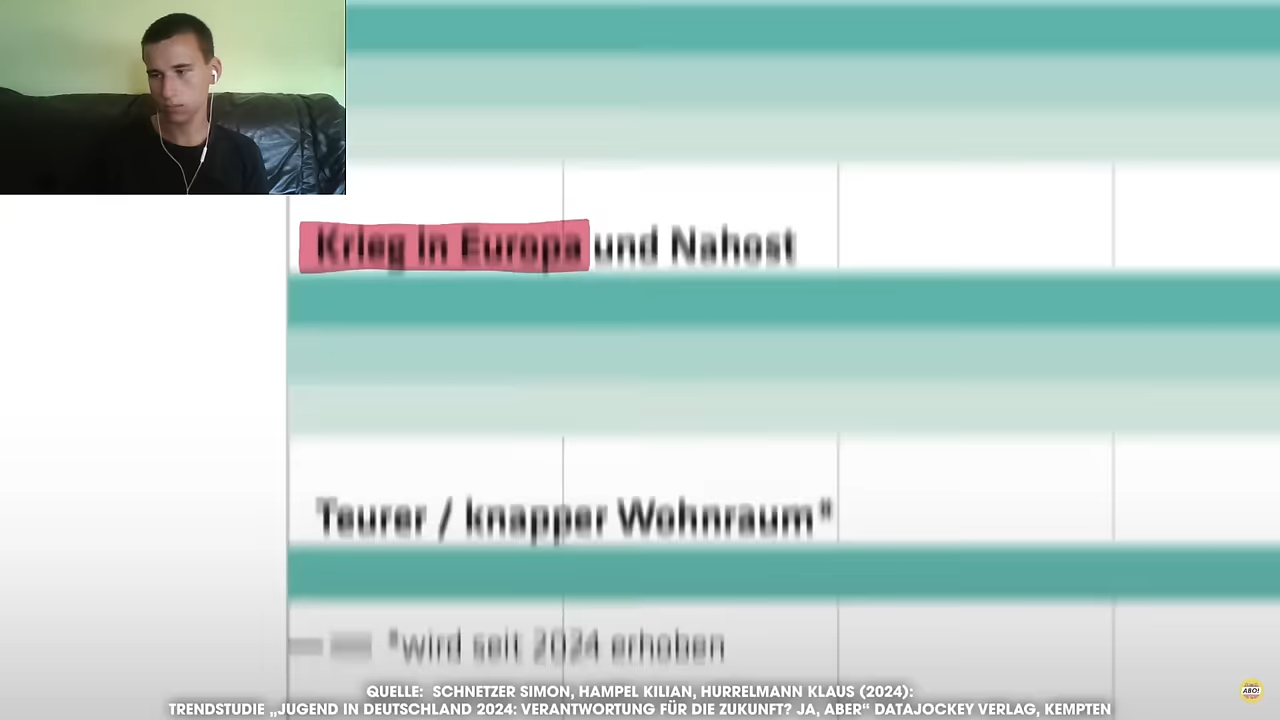 Krieg in Europa und Nahost
Teurer / knapper Wohnraum*
*wird seit 2024 erhoben
QUELLE: SCHNETZER SIMON, HAMPEL KILIAN, HURRELMANN KLAUS (2024):
TRENDSTUDIE „JUGEND IN DEUTSCHLAND 2024: VERANTWORTUNG FÜR DIE ZUKUNFT? JA, ABER“ DATAJOCKEY VERLAG, KEMPTEN
ABO!